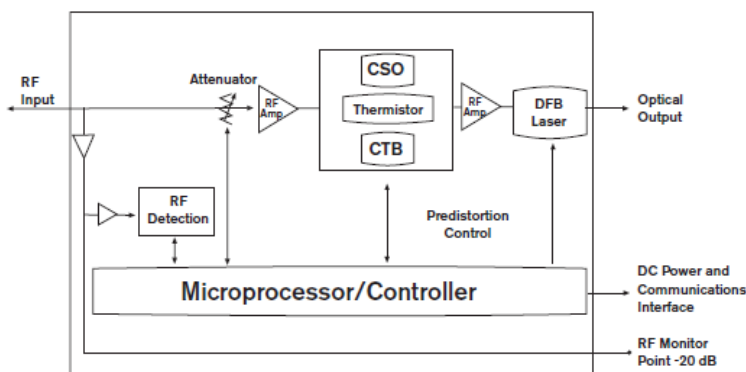 RF
Input
Attenuator
RF
Amp
CSO
Thermistor
CTB
RF
Amp
DFB
Laser
Optical
Output
RF
Detection
Predistortion
Control
Microprocessor/Controller
DC Power and
Communications
Interface
RF Monitor
Point -20 dB